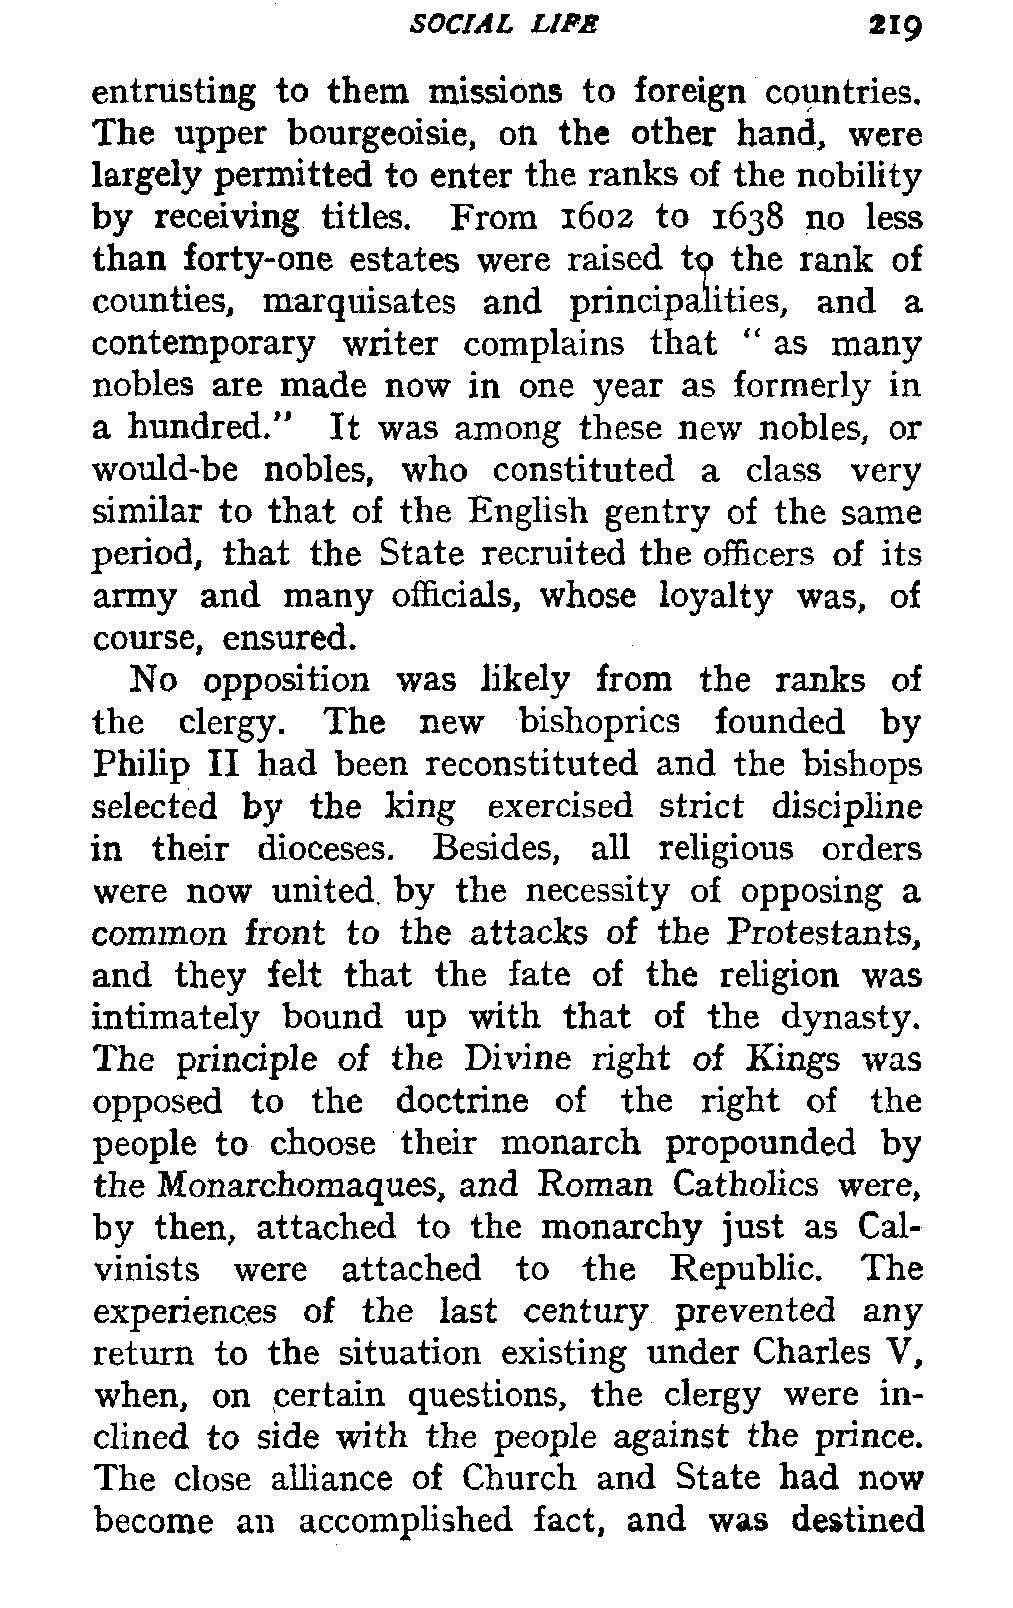 SOCIAL LIFE 219
entrusting to them missions to foreign countries.
The upper bourgeoisie, on the other hand, were
largely permitted to enter the ranks of the nobility
by receiving titles. From 1602 to 1638 no less
than forty-one estates were raised to the rank of
counties, marquisates and principalities, and a
contemporary writer complains that “ as many
nobles are made now in one year as formerly in
a hundred.” It was among these new nobles, or
would-be nobles, who constituted a class very
similar to that of the English gentry of the same
period, that the State recruited the officers of its
army and many officials, whose loyalty was, of
course, ensured.
No opposition was likely from the ranks of
the clergy. The new bishoprics founded by
Philip II had been reconstituted and the bishops
selected by the king exercised strict discipline
in their dioceses. Besides, all religious orders
were now united by the necessity of opposing a
common front to the attacks of the Protestants,
and they felt that the fate of the religion was
intimately bound up with that of the dynasty.
The principle of the Divine right of Kings was
opposed to the doctrine of the right of the
people to choose their monarch propounded by
the Monarchomaques, and Roman Catholics were,
by then, attached to the monarchy just as Cal-
vinists were attached to the Republic. The
experiences of the last century prevented any
return to the situation existing under Charles V,
when, on certain questions, the clergy were in-
clined to side with the people against the prince.
The close alliance of Church and State had now
become an accomplished fact, and was destined